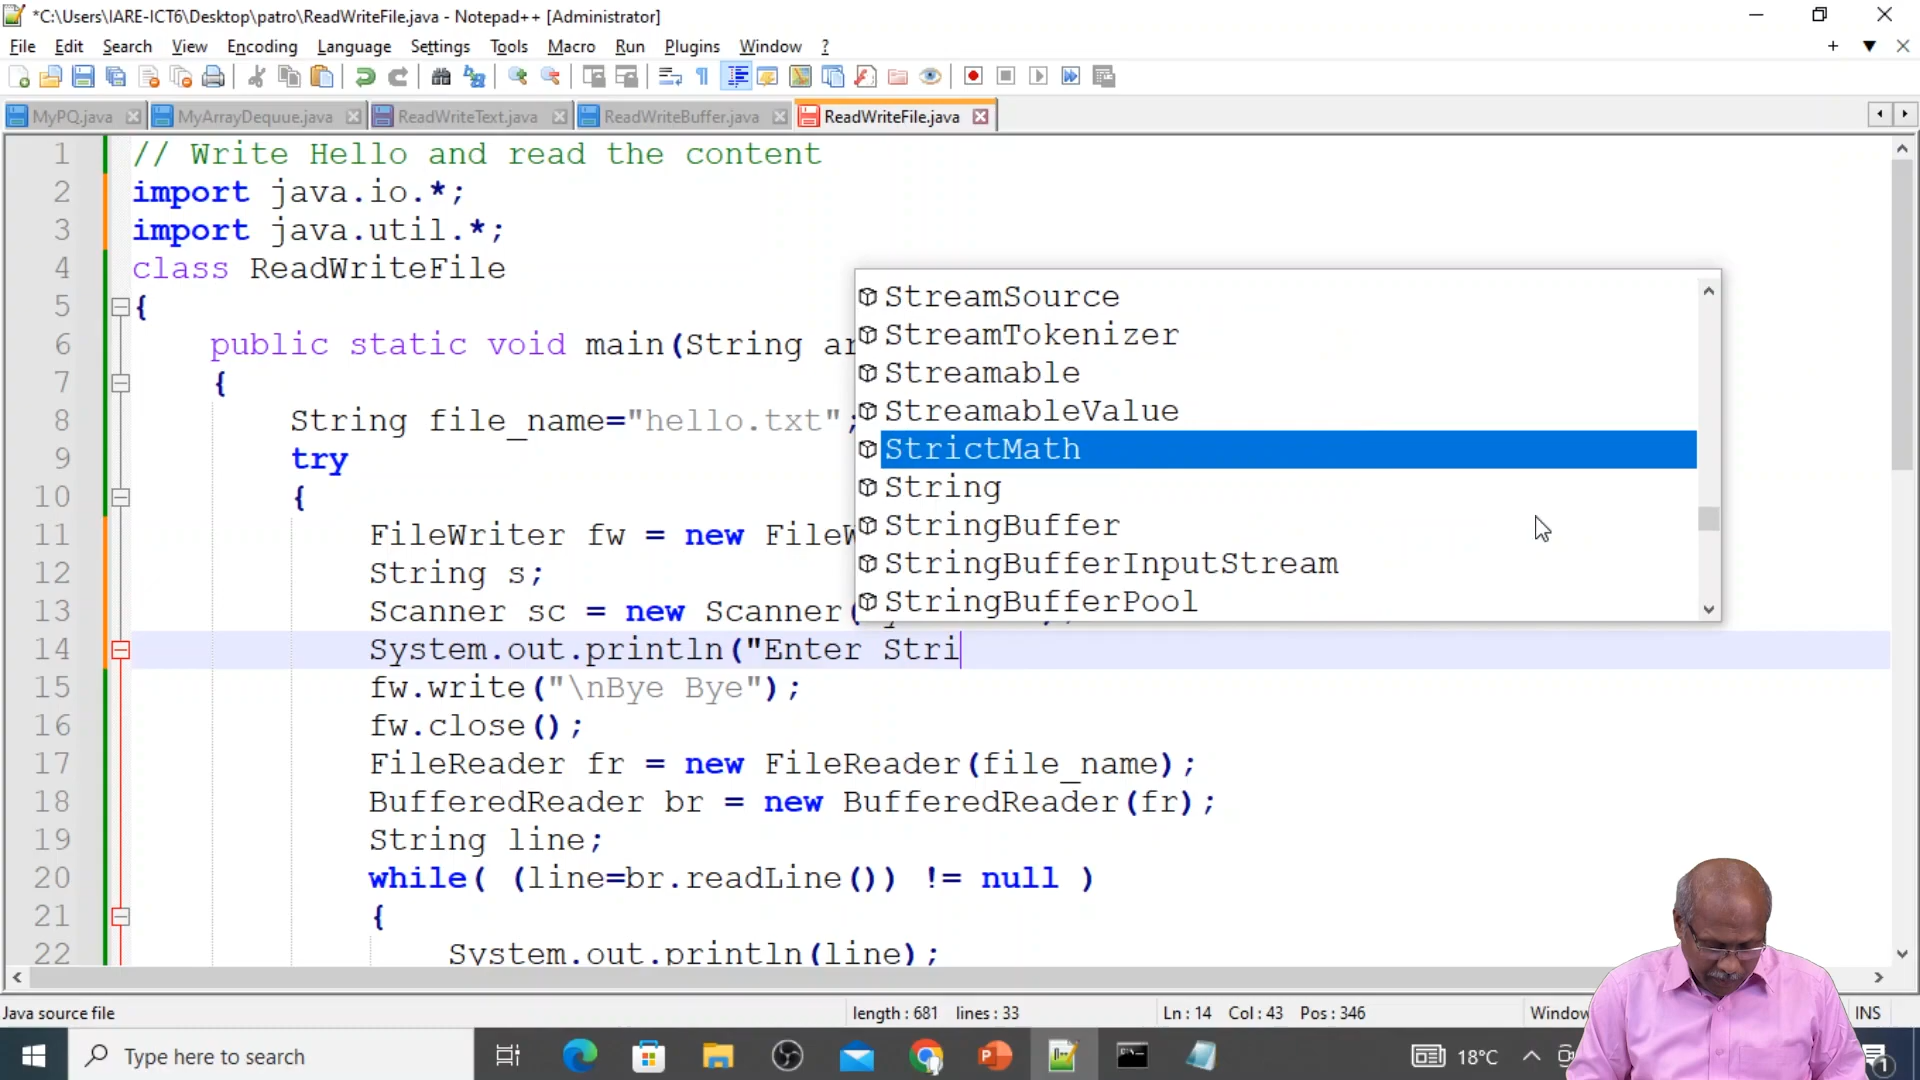 *C:\Users\IARE-ICT6\Desktop\patro\ReadWriteFile.java - Notepad++ [Administrator]
File Edit Search View Encoding Language Settings Tools Macro Run Plugins Window ?
MyPQ.java MyArrayDequue.java ReadWriteText.java ReadWriteBuffer.java ReadWriteFile.java
1 // Write Hello and read the content
2 import java.io.*;
3 import java.util.*;
4 class ReadWriteFile
5 {
6 public static void main(String ar
7 {
8 String file_name="hello.txt";
9 try
10 {
11 FileWriter fw = new FileW
12 String s;
13 Scanner sc = new Scanner(
14 System.out.println("Enter Stri
15 fw.write("\nBye Bye");
16 fw.close();
17 FileReader fr = new FileReader(file_name);
18 BufferedReader br = new BufferedReader(fr);
19 String line;
20 while( (line=br.readLine()) != null )
21 {
22 System.out.println(line);
StreamSource
StreamTokenizer
Streamable
StreamableValue
StrictMath
String
StringBuffer
StringBufferInputStream
StringBufferPool
Java source file length : 681 lines : 33 Ln : 14 Col : 43 Pos : 346 Window INS
Type here to search 18°C 1